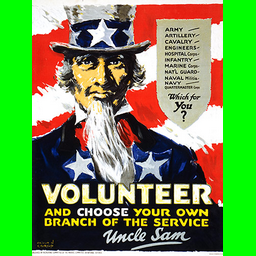 ARMY
ARTILLERY
CAVALRY
ENGINEERS
HOSPITAL Corps
INFANTRY
MARINE Corps
NAT'L GUARD
NAVAL Militia
NAVY
QUARTERMASTER Corps
Which for
You
?
VOLUNTEER
AND CHOOSE YOUR OWN
BRANCH OF THE SERVICE
Uncle Sam